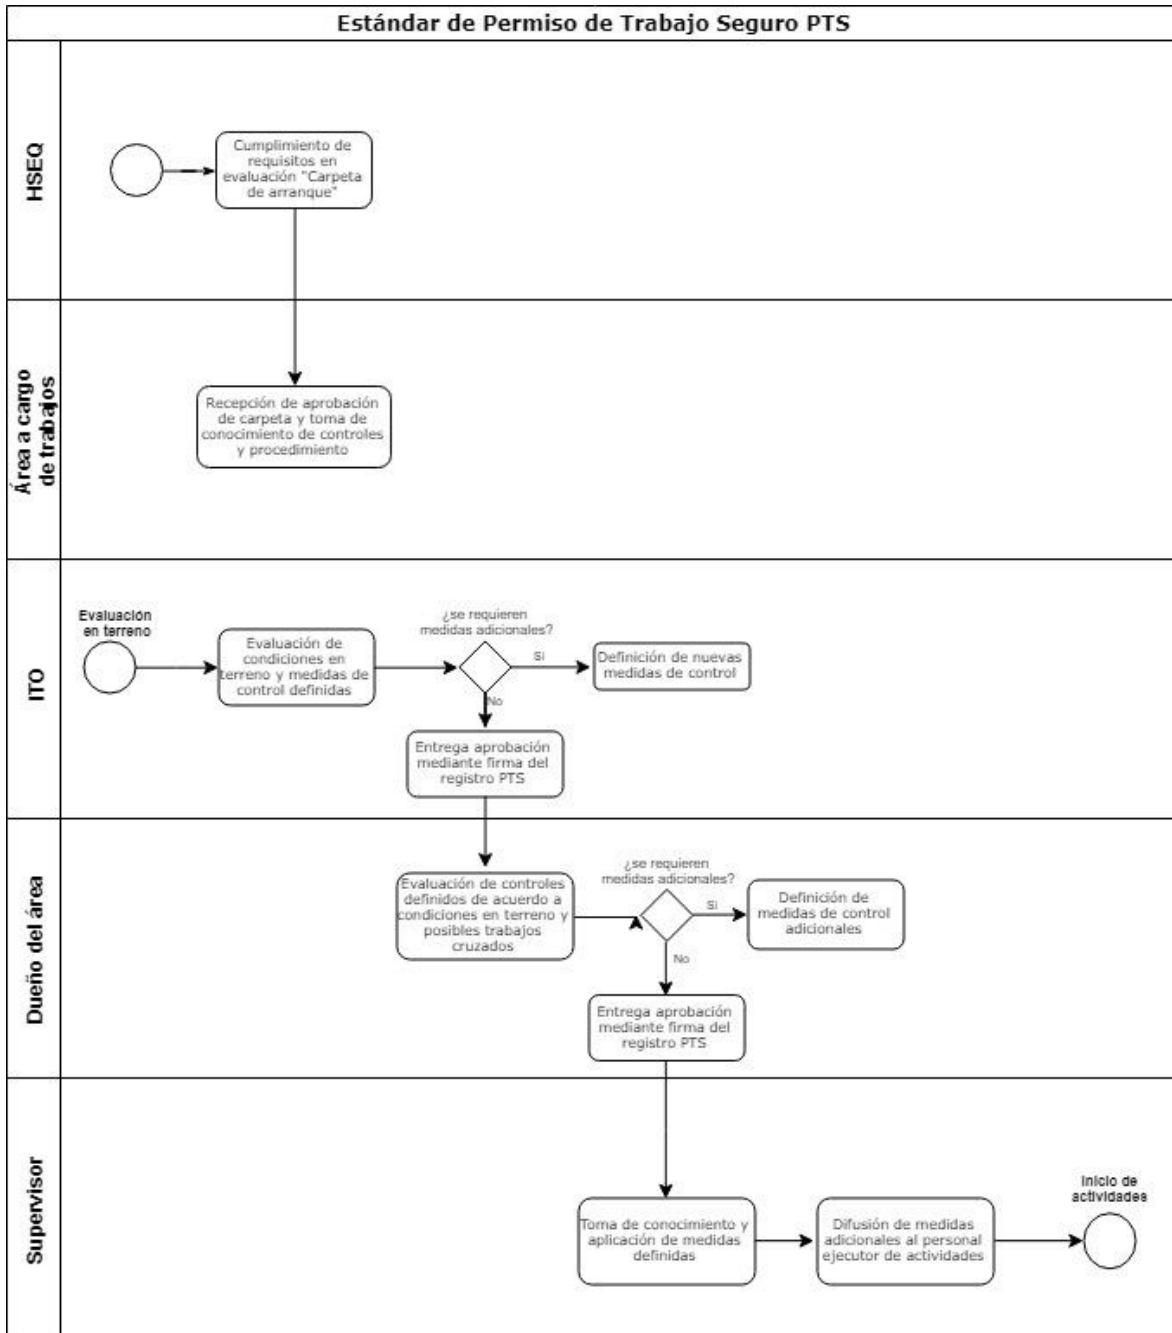 Estándar de Permiso de Trabajo Seguro PTS
HSEQ
Cumplimiento de
requisitos en
evaluación "Carpeta
de arranque"
Área a cargo
de trabajos
Recepción de aprobación
de carpeta y toma de
conocimiento de controles
y procedimiento
ITO
Evaluación
en terreno
Evaluación de
condiciones en
terreno y medidas de
control definidas
¿se requieren
medidas adicionales?
Si
Definición de nuevas
medidas de control
No
Entrega aprobación
mediante firma del
registro PTS
Dueño del área
Evaluación de controles
definidos de acuerdo a
condiciones en terreno y
posibles trabajos
cruzados
¿se requieren
medidas adicionales?
Si
Definición de
medidas de control
adicionales
No
Entrega aprobación
mediante firma del
registro PTS
Supervisor
Toma de conocimiento y
aplicación de medidas
definidas
Difusión de medidas
adicionales al personal
ejecutor de actividades
Inicio de
actividades